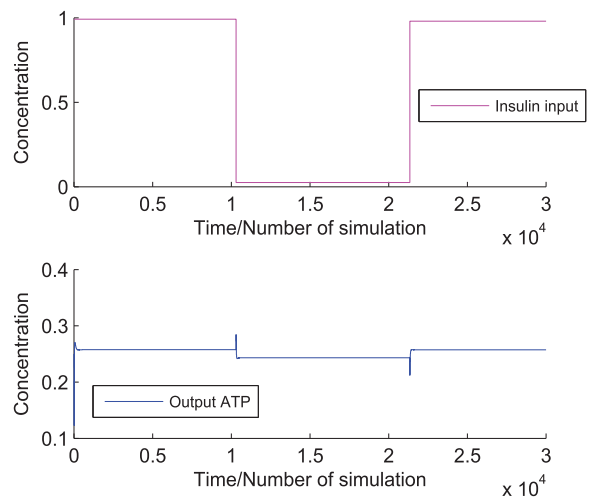 Concentration
1
0.5
0
Insulin input
0 0.5 1 1.5 2 2.5 3
Time/Number of simulation
x 10^4
Concentration
0.4
0.3
0.2
0.1
Output ATP
0 0.5 1 1.5 2 2.5 3
Time/Number of simulation
x 10^4